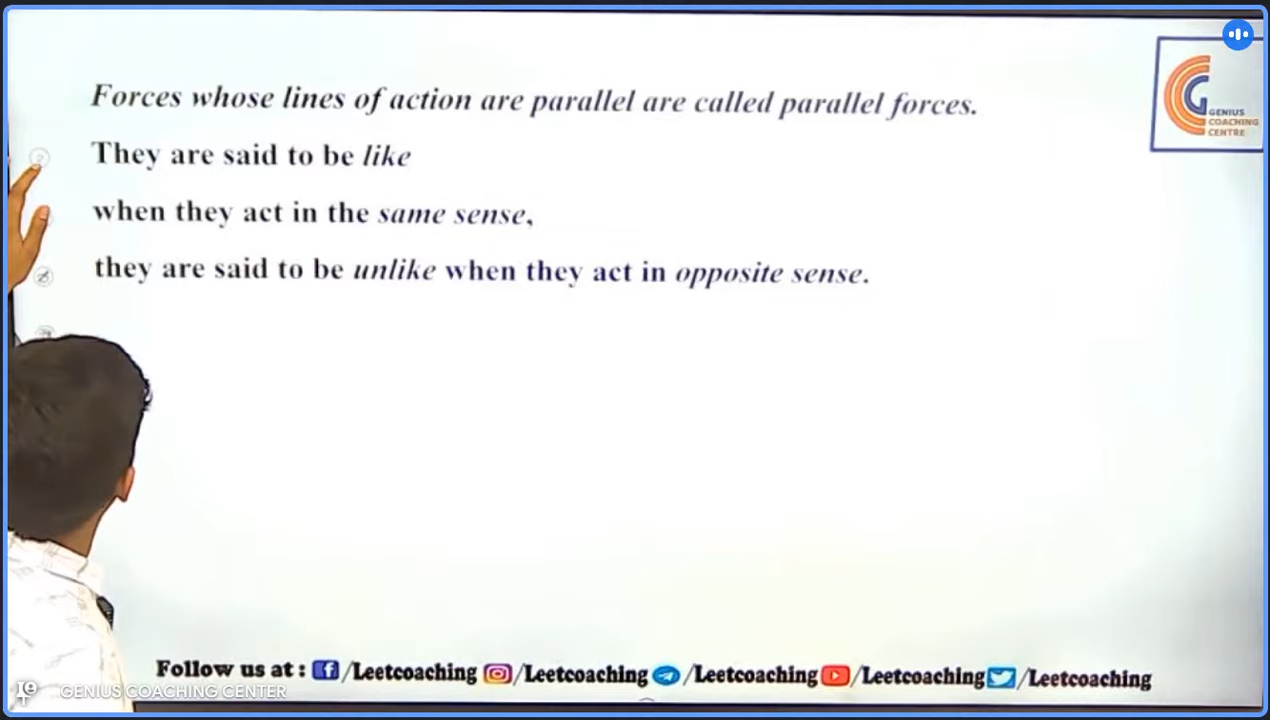 Forces whose lines of action are parallel are called parallel forces.
They are said to be like
when they act in the same sense,
they are said to be unlike when they act in opposite sense.
GENIUS
COACHING
CENTRE
Follow us at : /Leetcoaching /Leetcoaching /Leetcoaching /Leetcoaching /Leetcoaching
GENIUS COACHING CENTER